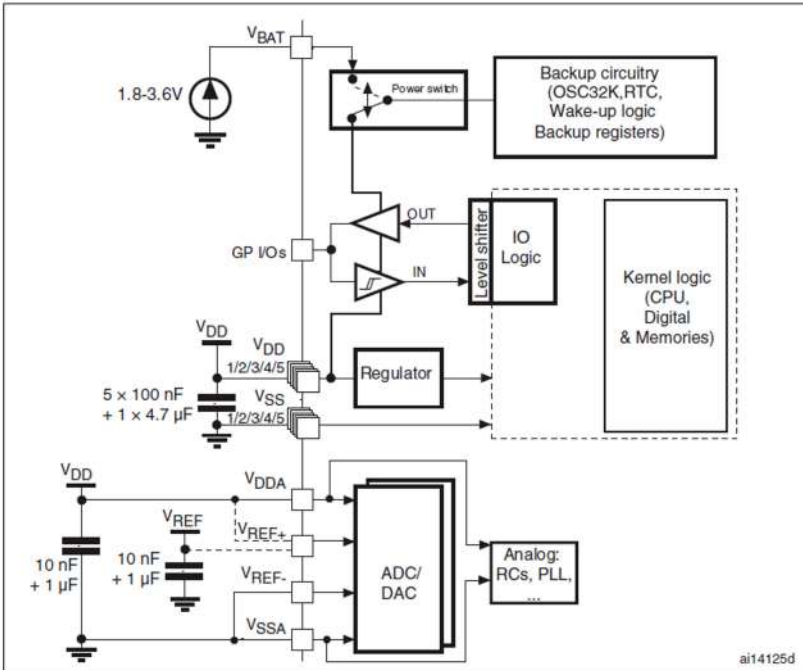 VBAT
1.8-3.6V
Power switch
Backup circuitry
(OSC32K,RTC,
Wake-up logic
Backup registers)
OUT
GP I/Os
IN
Level shifter
IO
Logic
Kernel logic
(CPU,
Digital
& Memories)
VDD
VDD
1/2/3/4/5
Regulator
5 × 100 nF
+ 1 × 4.7 µF
VSS
1/2/3/4/5
VDD
VDDA
VREF
VREF+
10 nF
+ 1 µF
10 nF
+ 1 µF
VREF-
ADC/
DAC
Analog:
RCs, PLL,
...
VSSA
ai14125d